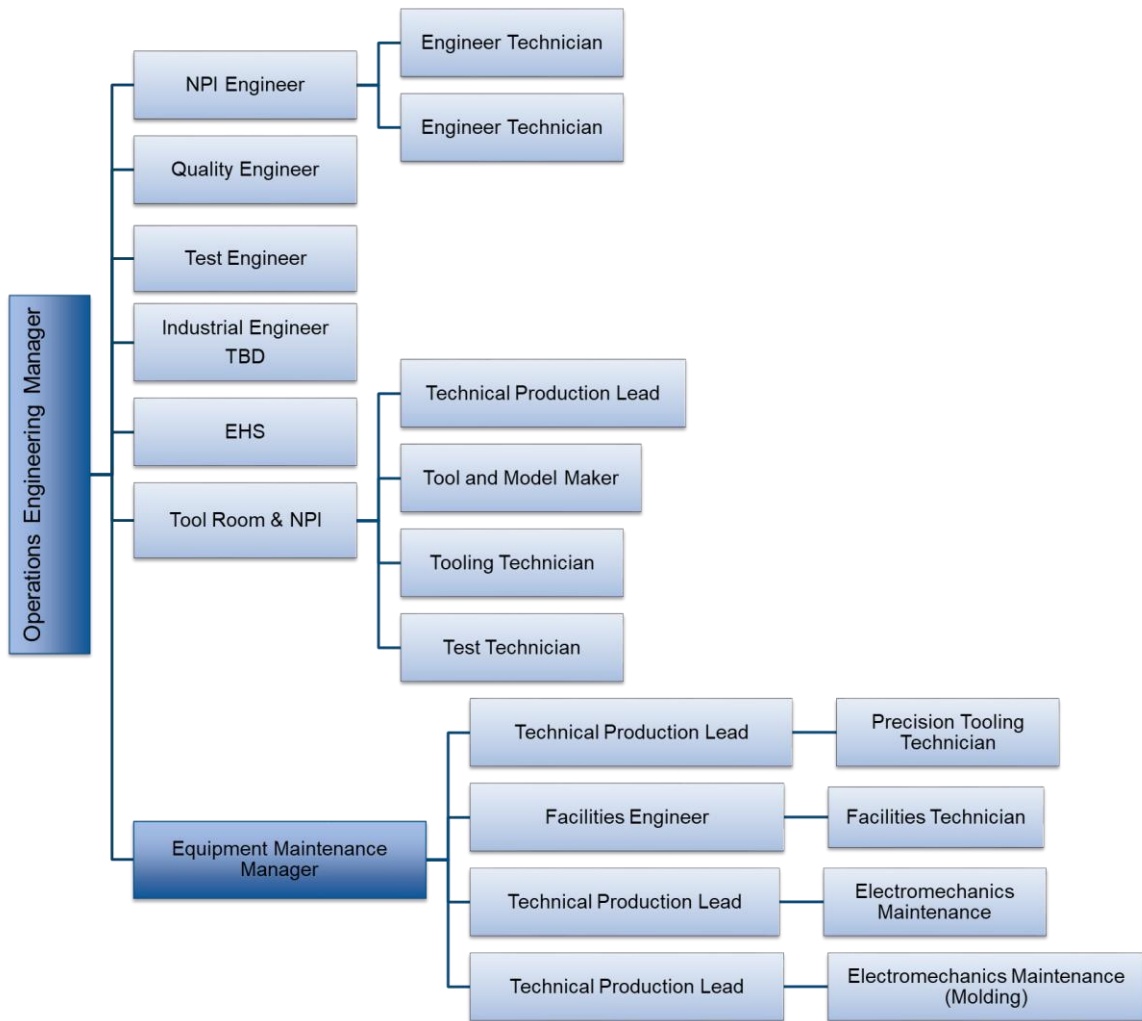 Operations Engineering Manager
NPI Engineer
Engineer Technician
Engineer Technician
Quality Engineer
Test Engineer
Industrial Engineer
TBD
EHS
Tool Room & NPI
Technical Production Lead
Tool and Model Maker
Tooling Technician
Test Technician
Equipment Maintenance
Manager
Technical Production Lead
Precision Tooling
Technician
Facilities Engineer
Facilities Technician
Technical Production Lead
Electromechanics
Maintenance
Technical Production Lead
Electromechanics Maintenance
(Molding)